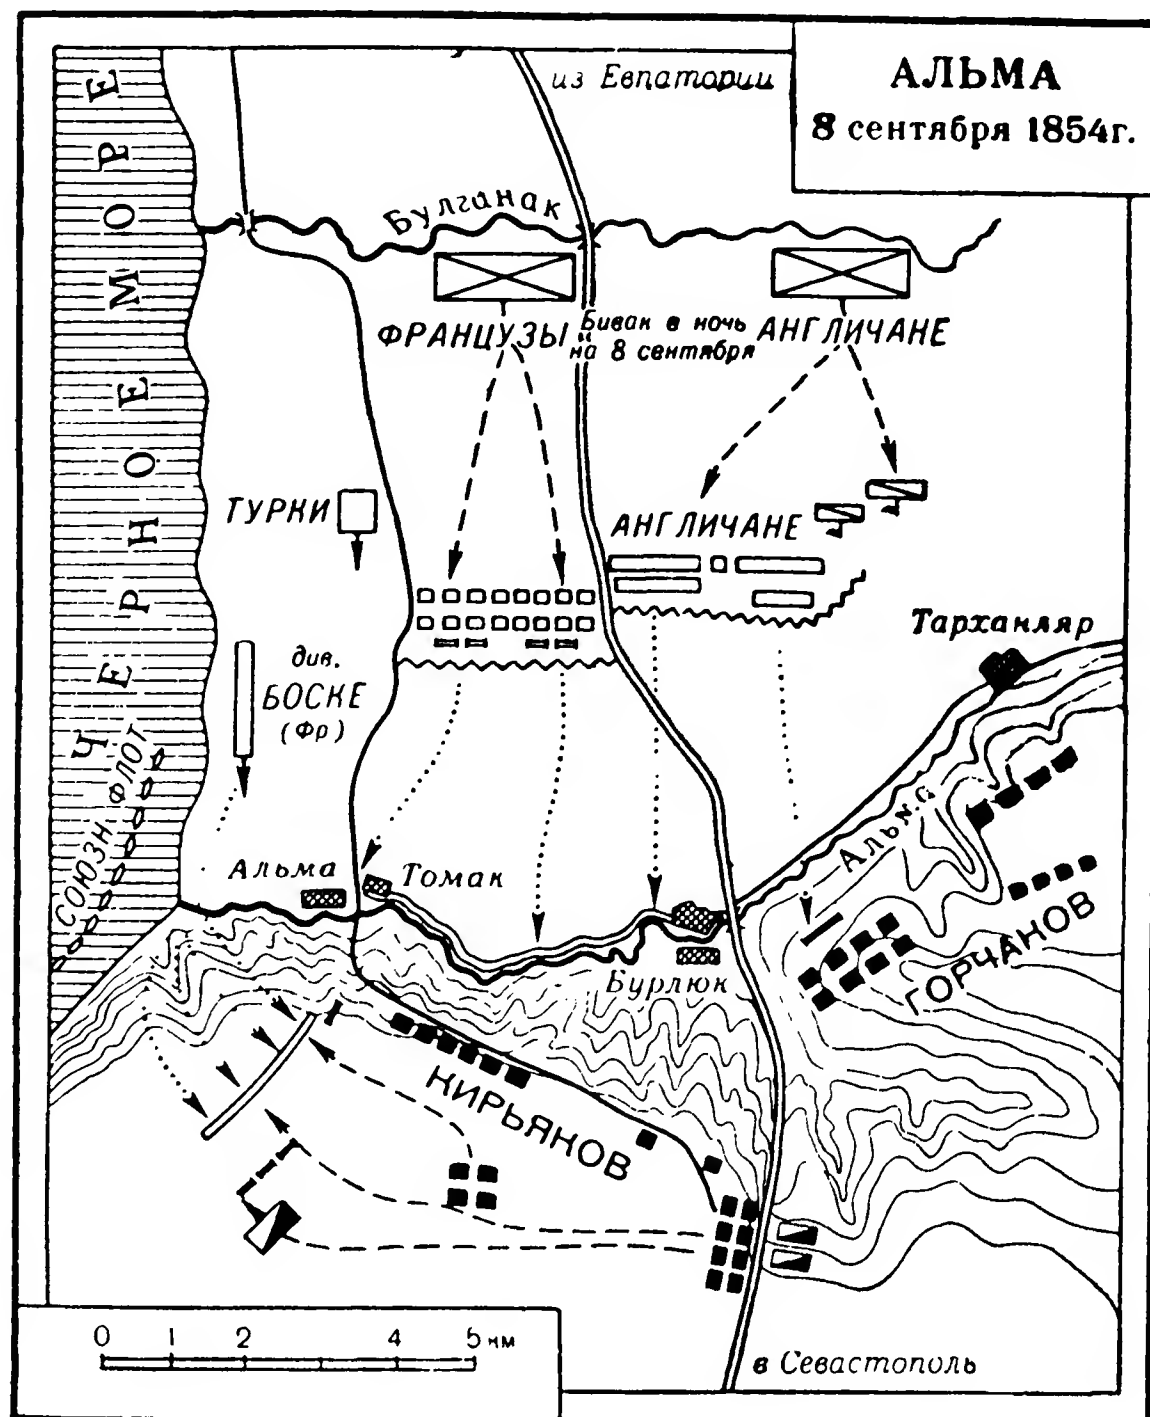 АЛЬМА
8 сентября 1854г.
из Евпатории
ЧЕРНОЕ МОРЕ
Булганак
ФРАНЦУЗЫ
Бивак в ночь
на 8 сентября
АНГЛИЧАНЕ
ТУРКИ
АНГЛИЧАНЕ
Тарханляр
див.
БОСКЕ
(Фр)
СОЮЗН. ФЛОТ
Альма
Томак
Альма
Бурлюк
ГОРЧАКОВ
КИРЬЯКОВ
0 1 2 4 5 км
в Севастополь